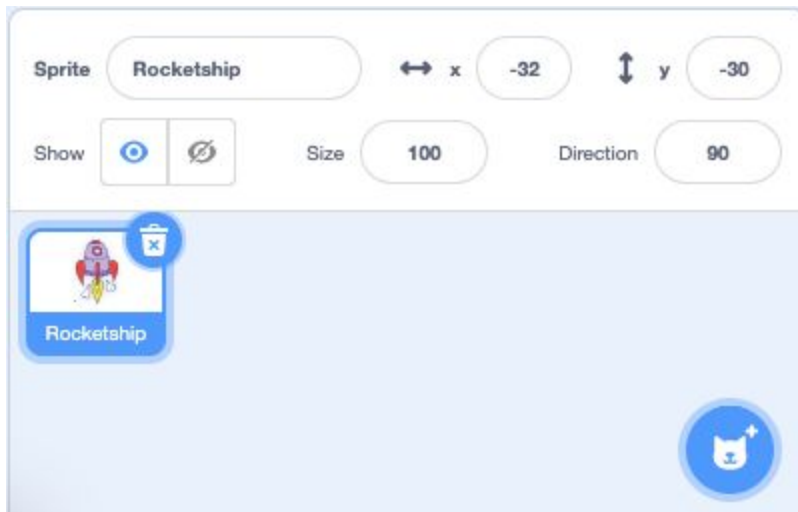 Sprite Rocketship x -32 y -30
Show Size 100 Direction 90
Rocketship